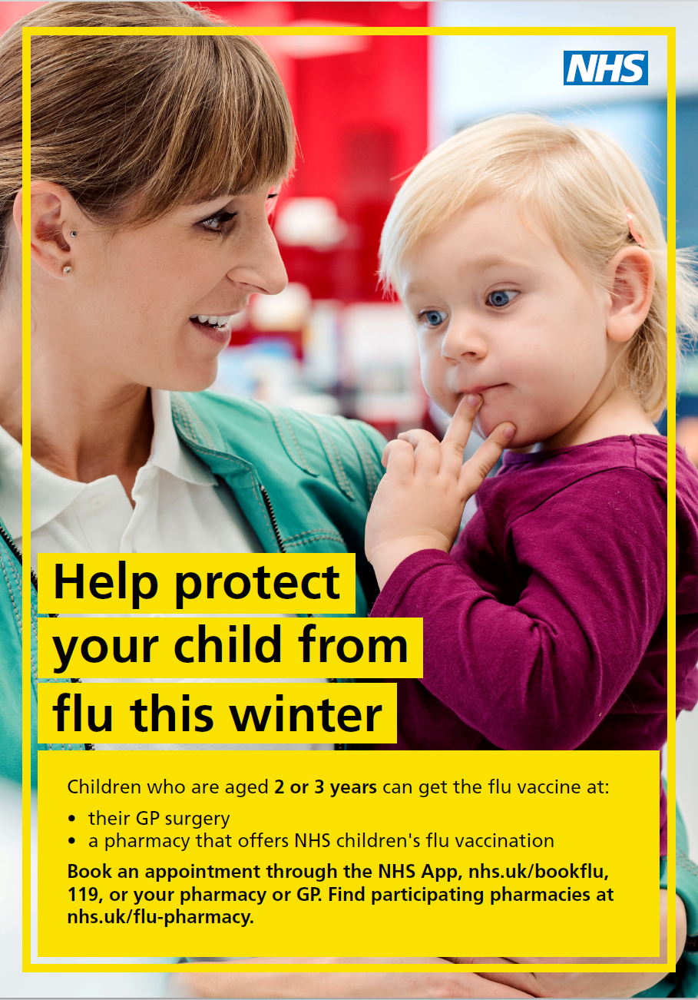 NHS
Help protect
your child from
flu this winter
Children who are aged 2 or 3 years can get the flu vaccine at:
• their GP surgery
• a pharmacy that offers NHS children's flu vaccination
Book an appointment through the NHS App, nhs.uk/bookflu,
119, or your pharmacy or GP. Find participating pharmacies at
nhs.uk/flu-pharmacy.